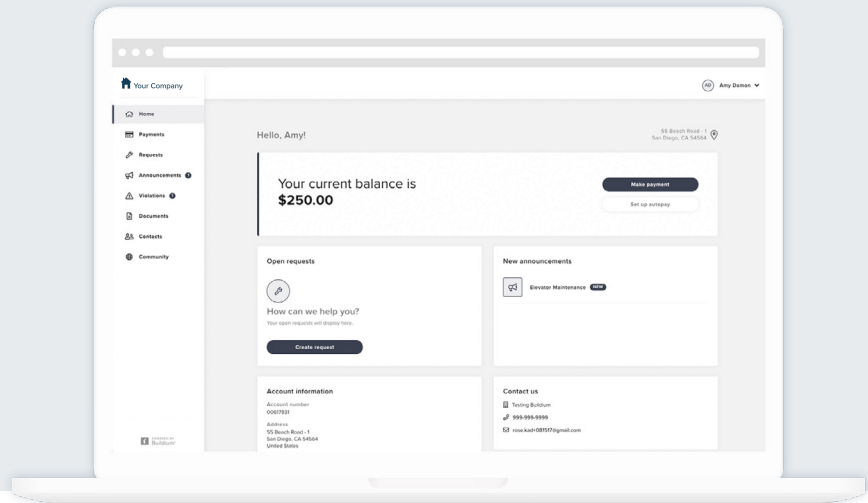 Your Company
AD Amy Damon
Home
Payments
Requests
Announcements
Violations
Documents
Contacts
Community
POWERED BY
Buildium
Hello, Amy!
55 Beach Road - 1
San Diego, CA 54564
Your current balance is
$250.00
Make payment
Set up autopay
Open requests
How can we help you?
Your open requests will display here.
Create request
New announcements
Elevator Maintenance NEW
Account information
Account number
00617931
Address
55 Beach Road - 1
San Diego, CA 54564
United States
Contact us
Testing Buildium
999-999-9999